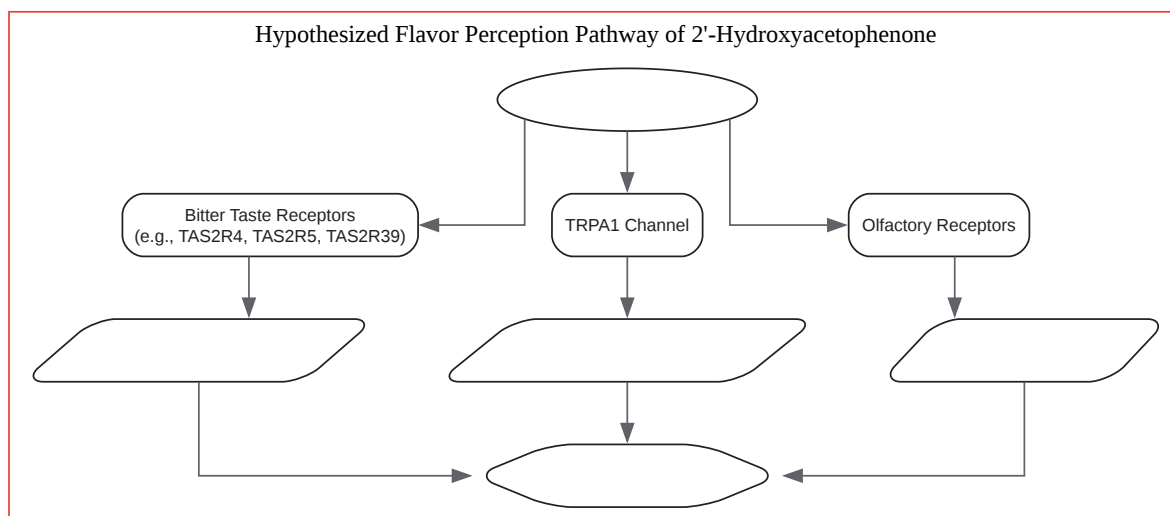 Hypothesized Flavor Perception Pathway of 2'-Hydroxyacetophenone
Bitter Taste Receptors
(e.g., TAS2R4, TAS2R5, TAS2R39)
TRPA1 Channel
Olfactory Receptors